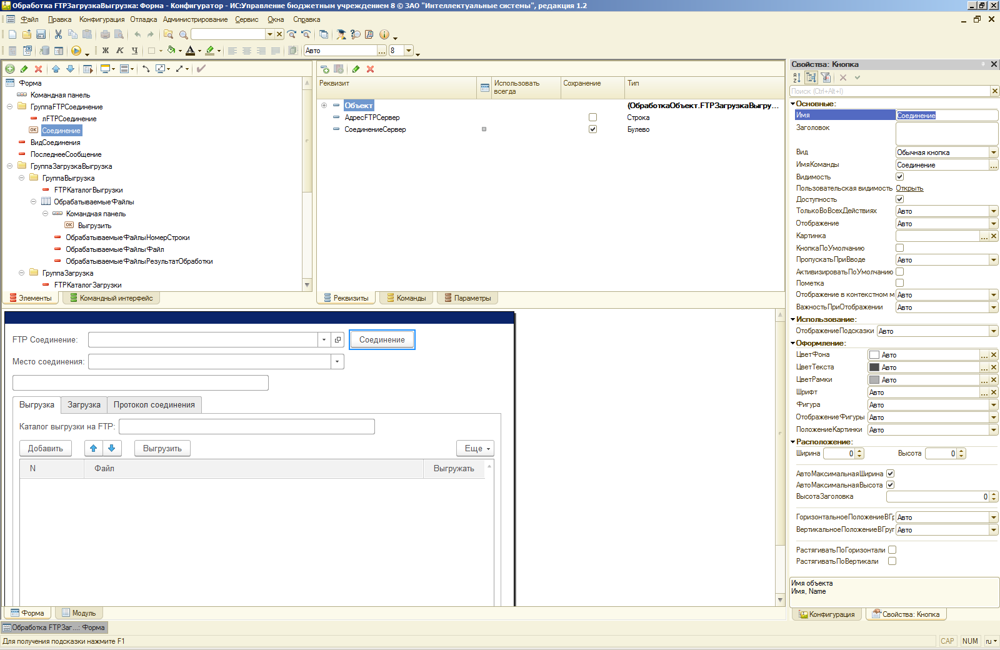 Обработка FTPЗагрузкаВыгрузка: Форма - Конфигуратор - ИС:Управление бюджетным учреждением 8 © ЗАО "Интеллектуальные системы", редакция 1.2
Файл Правка Конфигурация Отладка Администрирование Сервис Окна Справка
Ж К Ч А Авто 8
Форма
Командная панель
ГруппаFTPСоединение
лFTPСоединение
OK Соединение
ВидСоединения
ПоследнееСообщение
ГруппаЗагрузкаВыгрузка
ГруппаВыгрузка
FTPКаталогВыгрузки
ОбрабатываемыеФайлы
Командная панель
OK Выгрузить
ОбрабатываемыеФайлыНомерСтроки
ОбрабатываемыеФайлыФайл
ОбрабатываемыеФайлыРезультатОбработки
ГруппаЗагрузка
FTPКаталогЗагрузки
Элементы Командный интерфейс
Реквизит Использовать всегда Сохранение Тип
Объект (ОбработкаОбъект.FTPЗагрузкаВыгру...
АдресFTPСервер Строка
СоединениеСервер Булево
Реквизиты Команды Параметры
FTP Соединение: Соединение
Место соединения:
Выгрузка Загрузка Протокол соединения
Каталог выгрузки на FTP:
Добавить Выгрузить Еще
N Файл Выгружать
Форма Модуль
Свойства: Кнопка
Поиск (Ctrl+Alt+I)
Основные:
Имя Соединение
Заголовок
Вид Обычная кнопка
ИмяКоманды Соединение ...
Видимость
Пользовательская видимость Открыть
Доступность
ТолькоВоВсехДействиях Авто
Отображение Авто
Картинка ...
КнопкаПоУмолчанию
ПропускатьПриВводе Авто
АктивизироватьПоУмолчанию
Пометка
Отображение в контекстном м Авто
ВажностьПриОтображении Авто
Использование:
ОтображениеПодсказки Авто
Оформление:
ЦветФона Авто ...
ЦветТекста Авто ...
ЦветРамки Авто ...
Шрифт Авто ...
Фигура Авто
ОтображениеФигуры Авто
ПоложениеКартинки Авто
Расположение:
Ширина 0 Высота 0
АвтоМаксимальнаяШирина
АвтоМаксимальнаяВысота
ВысотаЗаголовка 0
ГоризонтальноеПоложениеВГр Авто
ВертикальноеПоложениеВГруп Авто
РастягиватьПоГоризонтали
РастягиватьПоВертикали
Имя объекта
Имя, Name
Конфигурация Свойства: Кнопка
Обработка FTPЗаг...: Форма
Для получения подсказки нажмите F1 CAP NUM ru